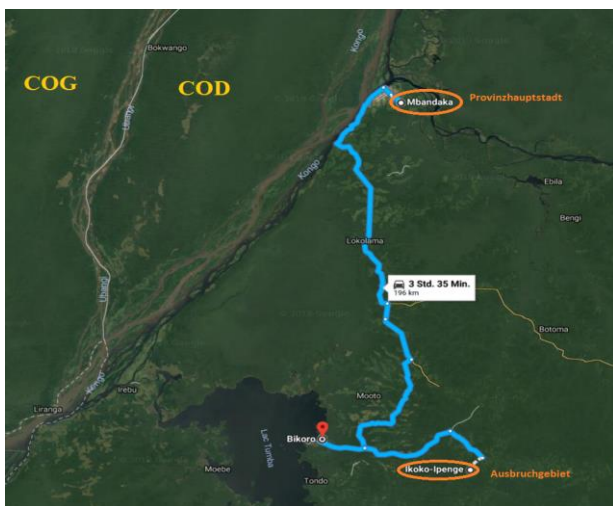 Bokwango
Kongo
COG
COD
Ubangi
Mbandaka
Provinzhauptstadt
Kongo
Ebila
Bengi
Lokolama
3 Std. 35 Min.
196 km
Ubangi
Botoma
Kongo
Irebu
Mooto
Liranga
Bikoro
Lac Tumba
Moebe
Ikoko-Ipenge
Ausbruchgebiet
Tondo